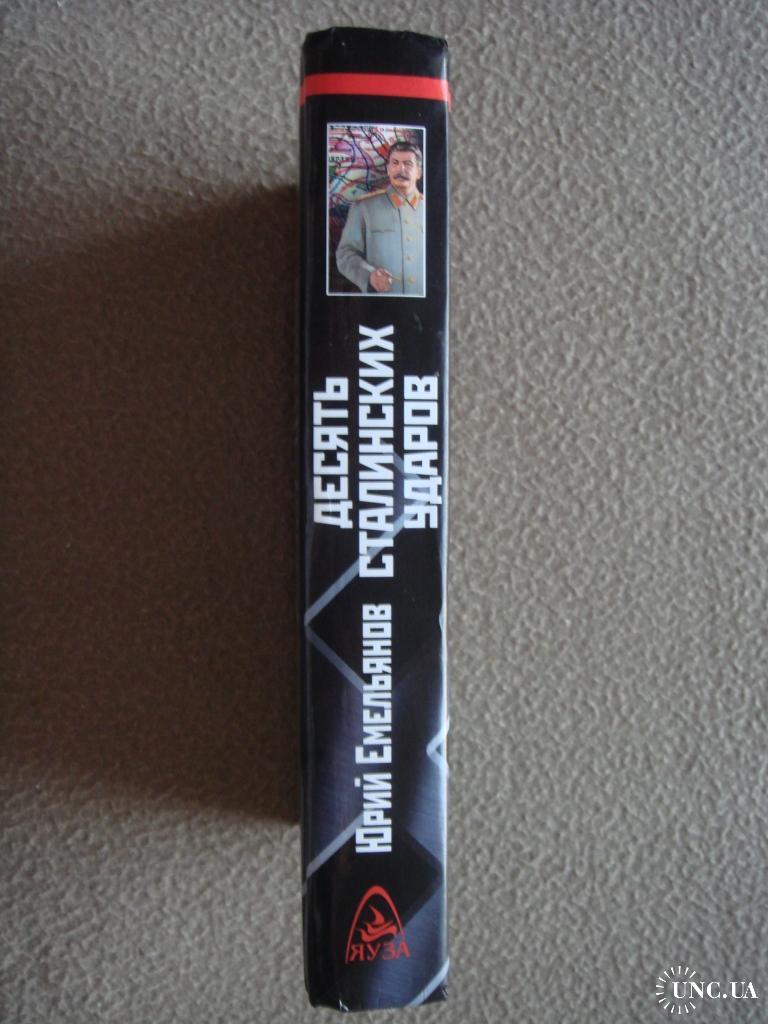 ДЕСЯТЬ
СТАЛИНСКИХ
УДАРОВ
ЮРИЙ ЕМЕЛЬЯНОВ
ЯУЗА
UNC.UA